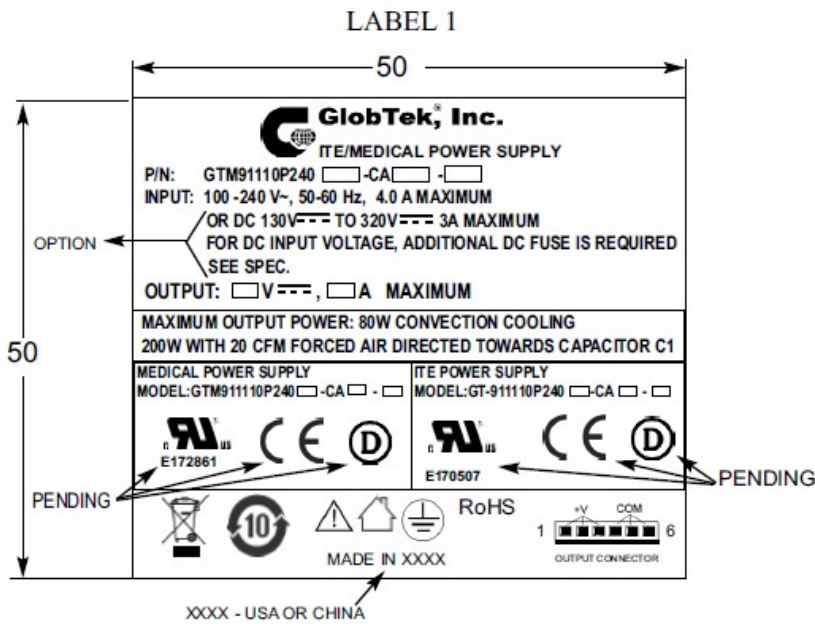 LABEL 1
50
GlobTek, Inc.
ITE/MEDICAL POWER SUPPLY
P/N: GTM91110P240 -CA -
INPUT: 100 -240 V~, 50-60 Hz, 4.0 A MAXIMUM
OR DC 130V TO 320V 3A MAXIMUM
OPTION
FOR DC INPUT VOLTAGE, ADDITIONAL DC FUSE IS REQUIRED
SEE SPEC.
OUTPUT: V , A MAXIMUM
MAXIMUM OUTPUT POWER: 80W CONVECTION COOLING
50
200W WITH 20 CFM FORCED AIR DIRECTED TOWARDS CAPACITOR C1
MEDICAL POWER SUPPLY
MODEL:GTM911110P240 -CA -
ITE POWER SUPPLY
MODEL:GT-911110P240 -CA -
us
CE
D
E172861
us
CE
D
E170507
PENDING
PENDING
10
RoHS
MADE IN XXXX
+V COM
1 6
OUTPUT CONNECTOR
XXXX - USA OR CHINA